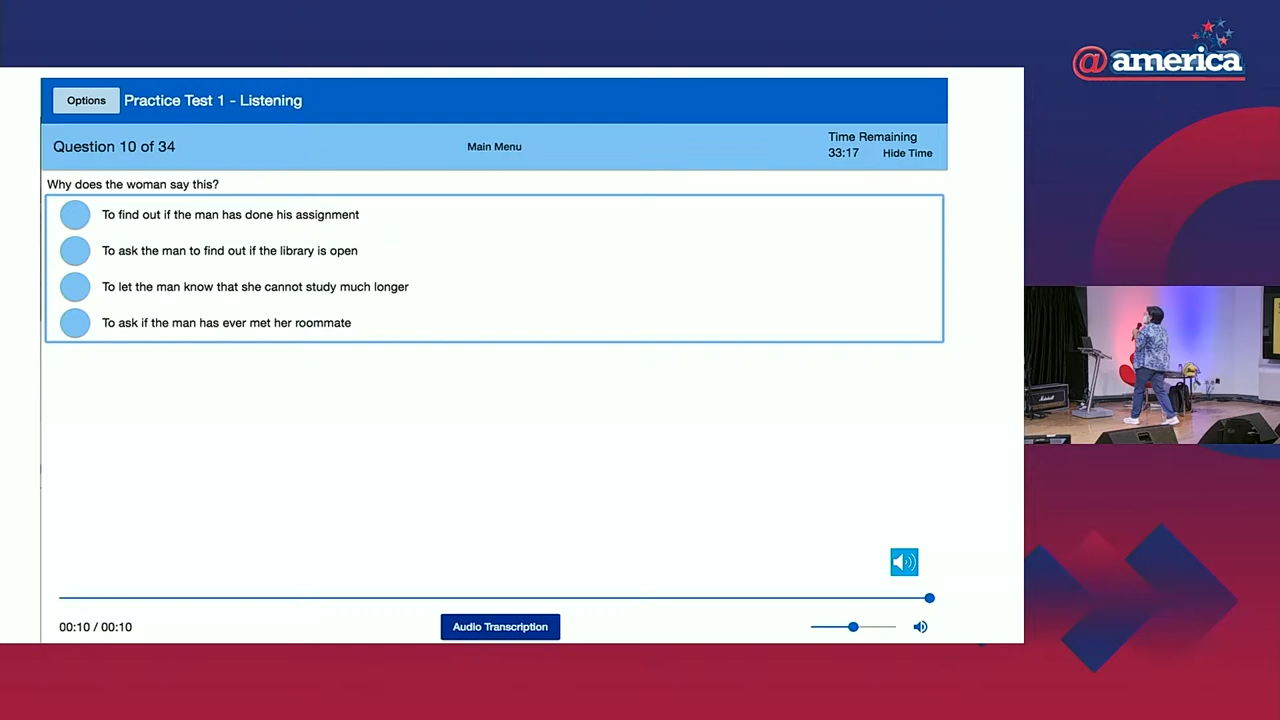 @america
Options
Practice Test 1 - Listening
Question 10 of 34
Main Menu
Time Remaining
33:17
Hide Time
Why does the woman say this?
To find out if the man has done his assignment
To ask the man to find out if the library is open
To let the man know that she cannot study much longer
To ask if the man has ever met her roommate
00:10 / 00:10
Audio Transcription